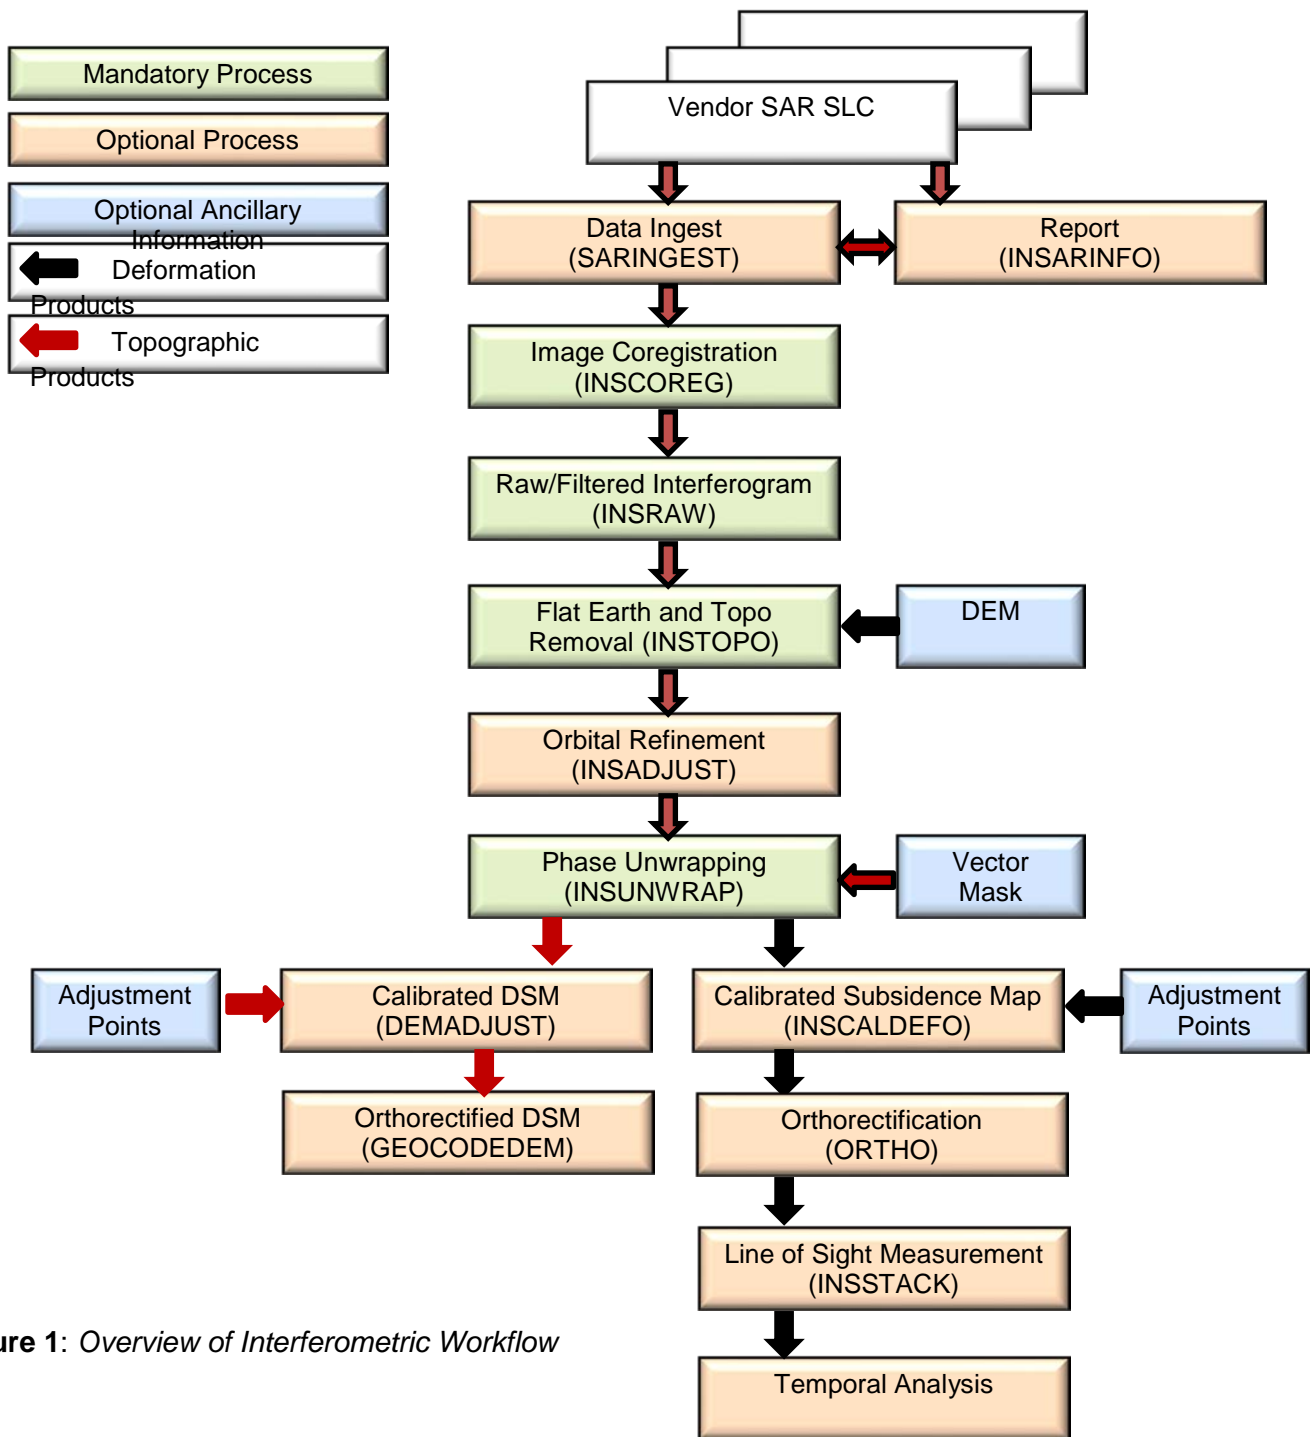 Mandatory Process
Optional Process
Optional Ancillary
Information
Deformation
Products
Topographic
Products
Vendor SAR SLC
Data Ingest
(SARINGEST)
Report
(INSARINFO)
Image Coregistration
(INSCOREG)
Raw/Filtered Interferogram
(INSRAW)
Flat Earth and Topo
Removal (INSTOPO)
DEM
Orbital Refinement
(INSADJUST)
Phase Unwrapping
(INSUNWRAP)
Vector
Mask
Adjustment
Points
Calibrated DSM
(DEMADJUST)
Calibrated Subsidence Map
(INSCALDEFO)
Adjustment
Points
Orthorectified DSM
(GEOCODEDEM)
Orthorectification
(ORTHO)
Line of Sight Measurement
(INSSTACK)
ure 1: Overview of Interferometric Workflow
Temporal Analysis